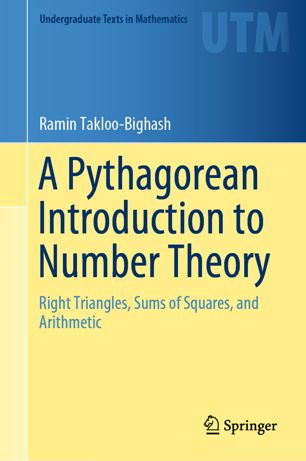 Undergraduate Texts in Mathematics
UTM
Ramin Takloo-Bighash
A Pythagorean
Introduction to
Number Theory
Right Triangles, Sums of Squares, and
Arithmetic
Springer